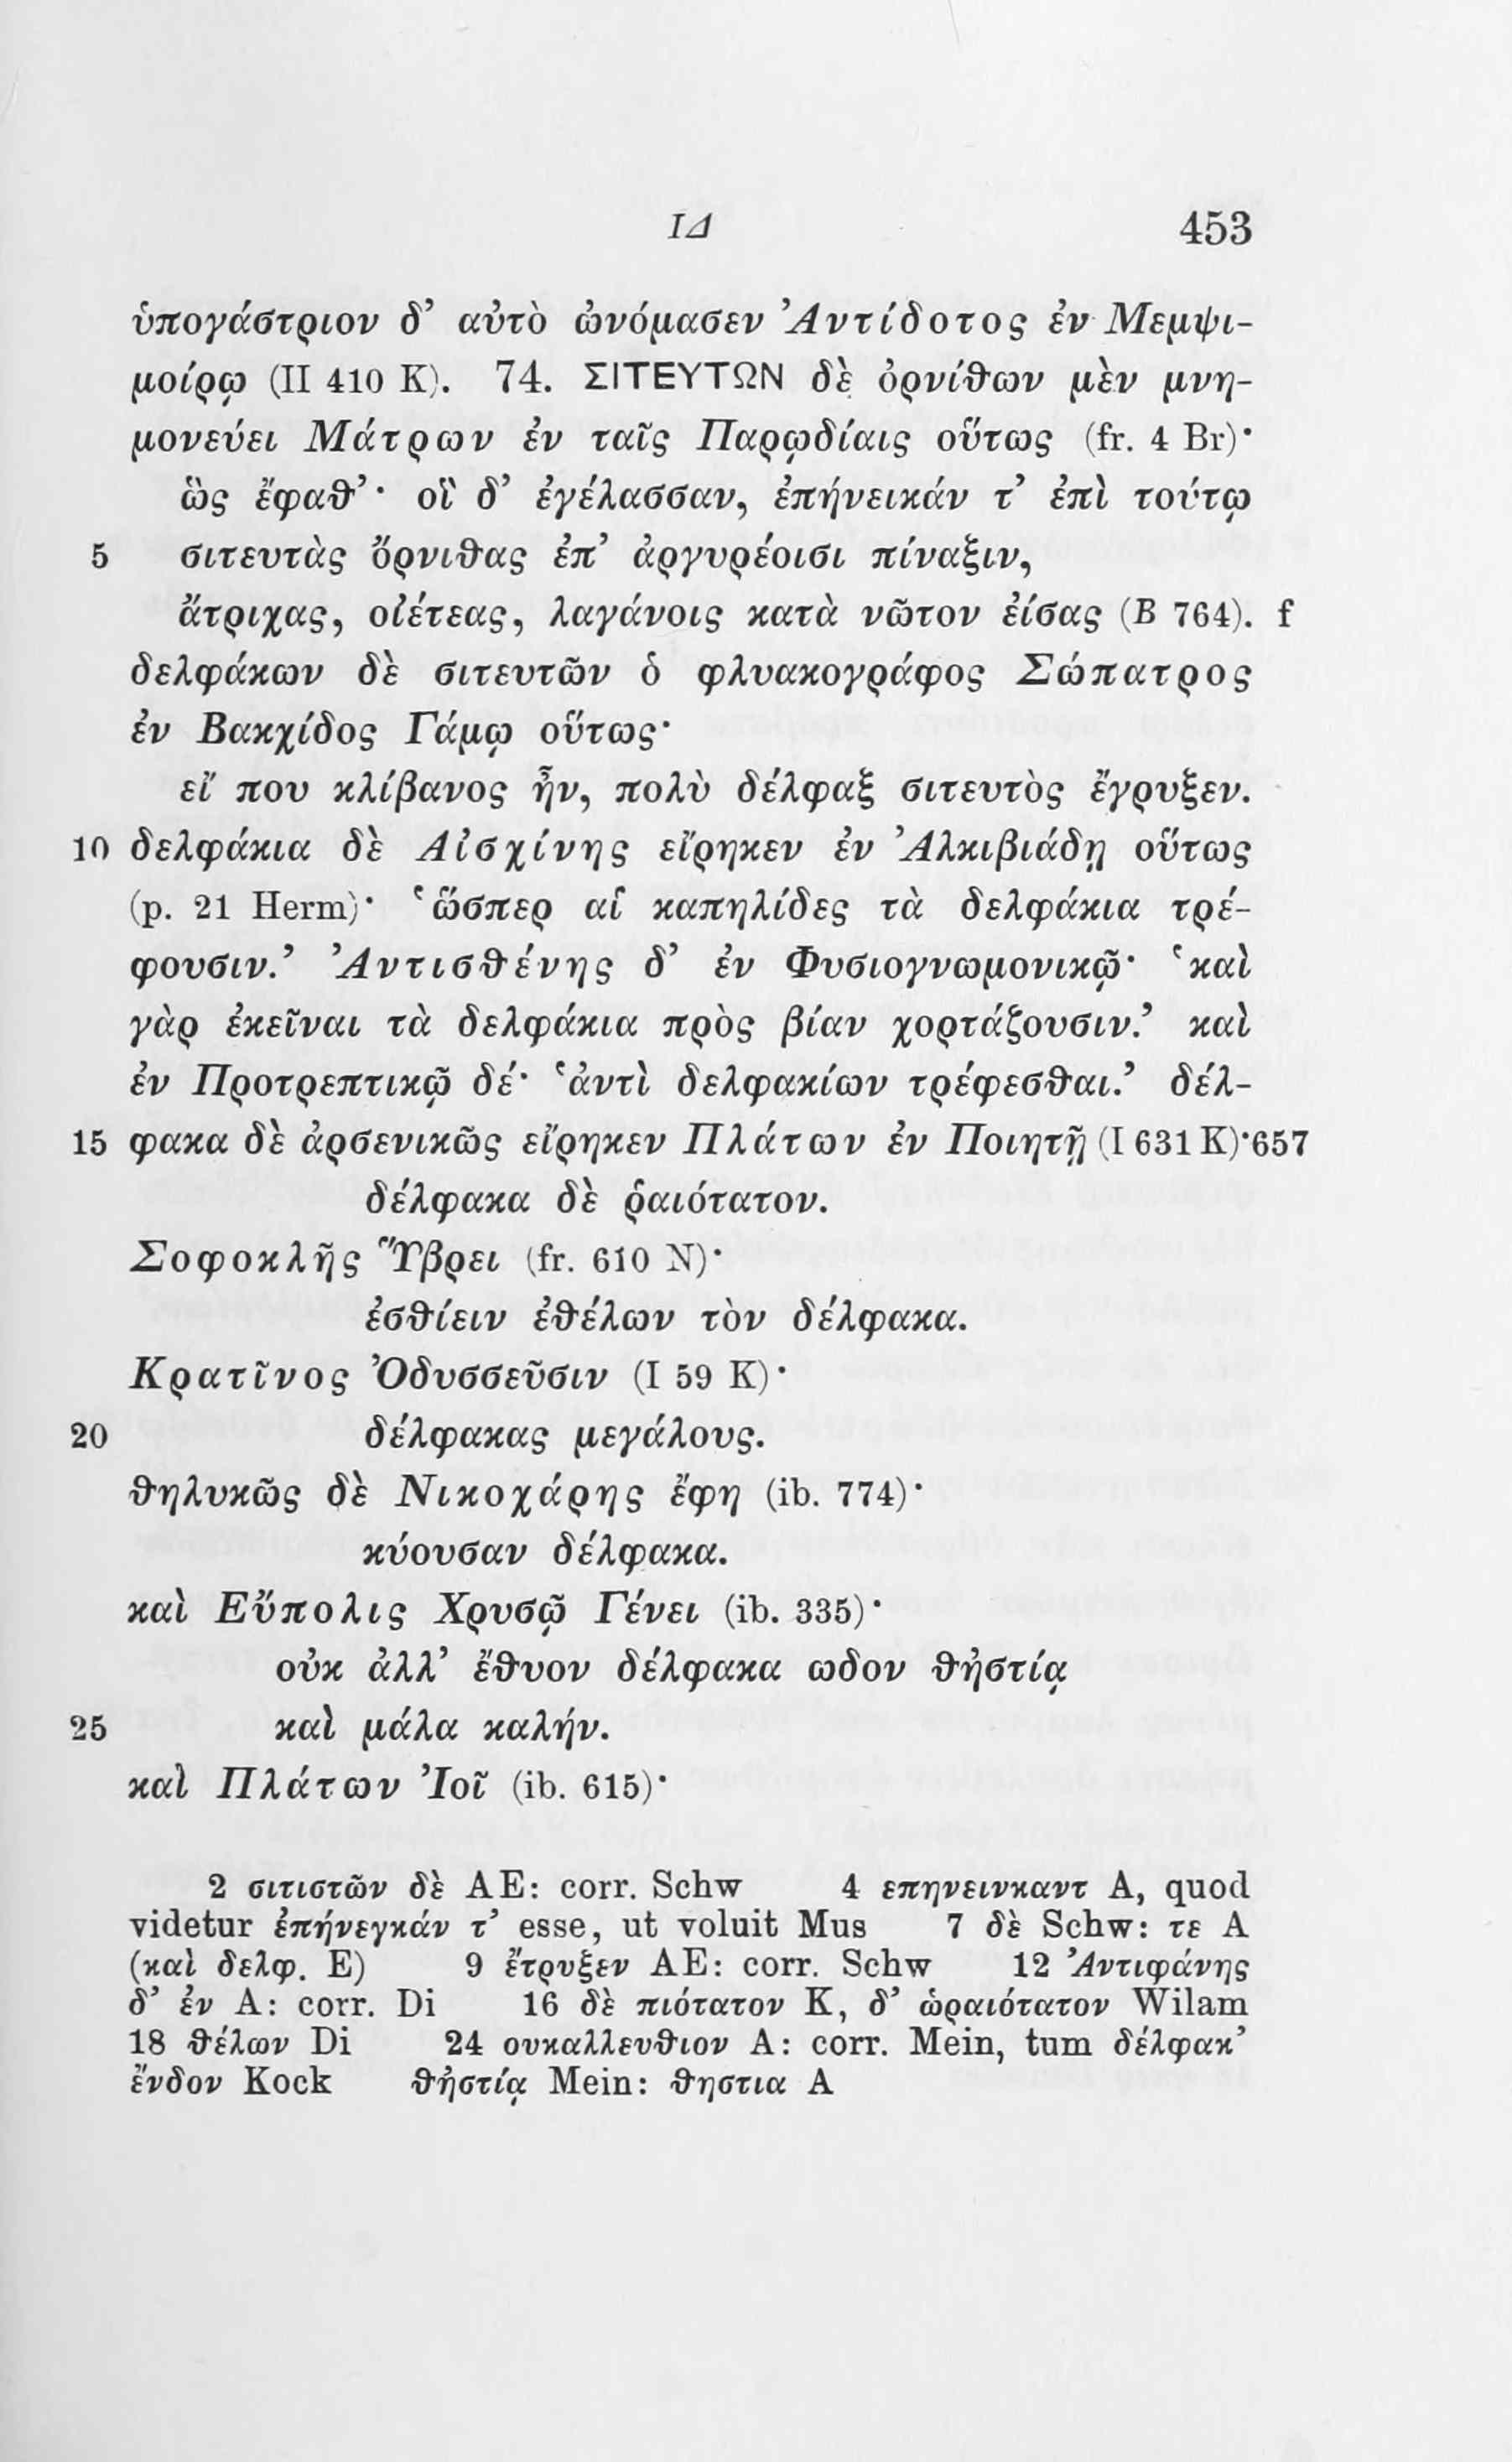 ΙΔ 453
ὑπογάστριον δ’ αὐτὸ ὠνόμασεν Ἀντίδοτος ἐν Μεμψι-
μοίρῳ (II 410 K). 74. ΣΙΤΕΥΤΩΝ δὲ ὀρνίθων μὲν μνη-
μονεύει Μάτρων ἐν ταῖς Παρῳδίαις οὕτως (fr. 4 Br)·
ὣς ἔφαθ’· οἳ δ’ ἐγέλασσαν, ἐπήνεικάν τ’ ἐπὶ τούτῳ
5 σιτευτὰς ὄρνιθας ἐπ’ ἀργυρέοισι πίναξιν,
ἄτριχας, οἰέτεας, λαγάνοις κατὰ νῶτον ἐίσας (Β 764). f
δελφάκων δὲ σιτευτῶν ὁ φλυακογράφος Σώπατρος
ἐν Βακχίδος Γάμῳ οὕτως·
εἴ που κλίβανος ἦν, πολὺ δέλφαξ σιτευτὸς ἔγρυξεν.
10 δελφάκια δὲ Αἰσχίνης εἴρηκεν ἐν Ἀλκιβιάδῃ οὕτως
(p. 21 Herm)· ‘ὥσπερ αἱ καπηλίδες τὰ δελφάκια τρέ-
φουσιν.’ Ἀντισθένης δ’ ἐν Φυσιογνωμονικῷ· ‘καὶ
γὰρ ἐκεῖναι τὰ δελφάκια πρὸς βίαν χορτάζουσιν.’ καὶ
ἐν Προτρεπτικῷ δέ· ‘ἀντὶ δελφακίων τρέφεσθαι.’ δέλ-
15 φακα δὲ ἀρσενικῶς εἴρηκεν Πλάτων ἐν Ποιητῇ (I 631 K)· 657
δέλφακα δὲ ῥαιότατον.
Σοφοκλῆς Ὕβρει (fr. 610 N)·
ἐσθίειν ἐθέλων τὸν δέλφακα.
Κρατῖνος Ὀδυσσεῦσιν (I 59 K)·
20 δέλφακας μεγάλους.
θηλυκῶς δὲ Νικοχάρης ἔφη (ib. 774)·
κύουσαν δέλφακα.
καὶ Εὔπολις Χρυσῷ Γένει (ib. 335)·
οὐκ ἀλλ’ ἔθυον δέλφακα ωδον θἠστίᾳ
25 καὶ μάλα καλήν.
καὶ Πλάτων Ἰοῖ (ib. 615)·
2 σιτιστῶν δὲ AE: corr. Schw 4 επηνεινκαντ A, quod
videtur ἐπήνεγκάν τ’ esse, ut voluit Mus 7 δὲ Schw: τε A
(καὶ δελφ. E) 9 ἔτρυξεν AE: corr. Schw 12 Ἀντιφάνης
δ’ ἐν A: corr. Di 16 δὲ πιότατον K, δ’ ὡραιότατον Wilam
18 θέλων Di 24 ουκαλλευθιον A: corr. Mein, tum δέλφακ’
ἔνδον Kock θἠστίᾳ Mein: θηστια A